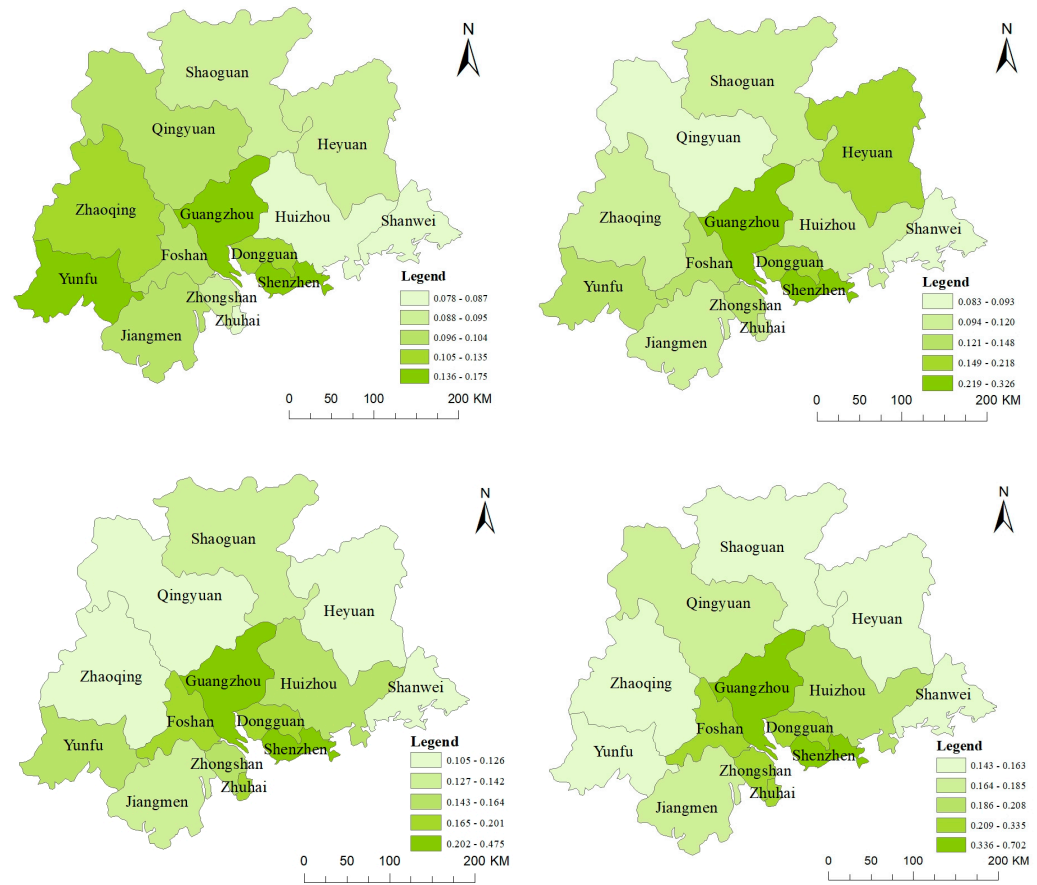 N
Shaoguan
Qingyuan
Heyuan
Zhaoqing
Guangzhou
Huizhou
Shanwei
Foshan
Dongguan
Yunfu
Shenzhen
Zhongshan
Zhuhai
Jiangmen
Legend
0.078 - 0.087
0.088 - 0.095
0.096 - 0.104
0.105 - 0.135
0.136 - 0.175
0 50 100 200 KM
N
Shaoguan
Qingyuan
Heyuan
Zhaoqing
Guangzhou
Huizhou
Shanwei
Foshan
Dongguan
Yunfu
Shenzhen
Zhongshan
Zhuhai
Jiangmen
Legend
0.083 - 0.093
0.094 - 0.120
0.121 - 0.148
0.149 - 0.218
0.219 - 0.326
0 50 100 200 KM
N
Shaoguan
Qingyuan
Heyuan
Zhaoqing
Guangzhou
Huizhou
Shanwei
Foshan
Dongguan
Yunfu
Shenzhen
Zhongshan
Zhuhai
Jiangmen
Legend
0.105 - 0.126
0.127 - 0.142
0.143 - 0.164
0.165 - 0.201
0.202 - 0.475
0 50 100 200 KM
N
Shaoguan
Qingyuan
Heyuan
Zhaoqing
Guangzhou
Huizhou
Shanwei
Foshan
Dongguan
Yunfu
Shenzhen
Zhongshan
Zhuhai
Jiangmen
Legend
0.143 - 0.163
0.164 - 0.185
0.186 - 0.208
0.209 - 0.335
0.336 - 0.702
0 50 100 200 KM